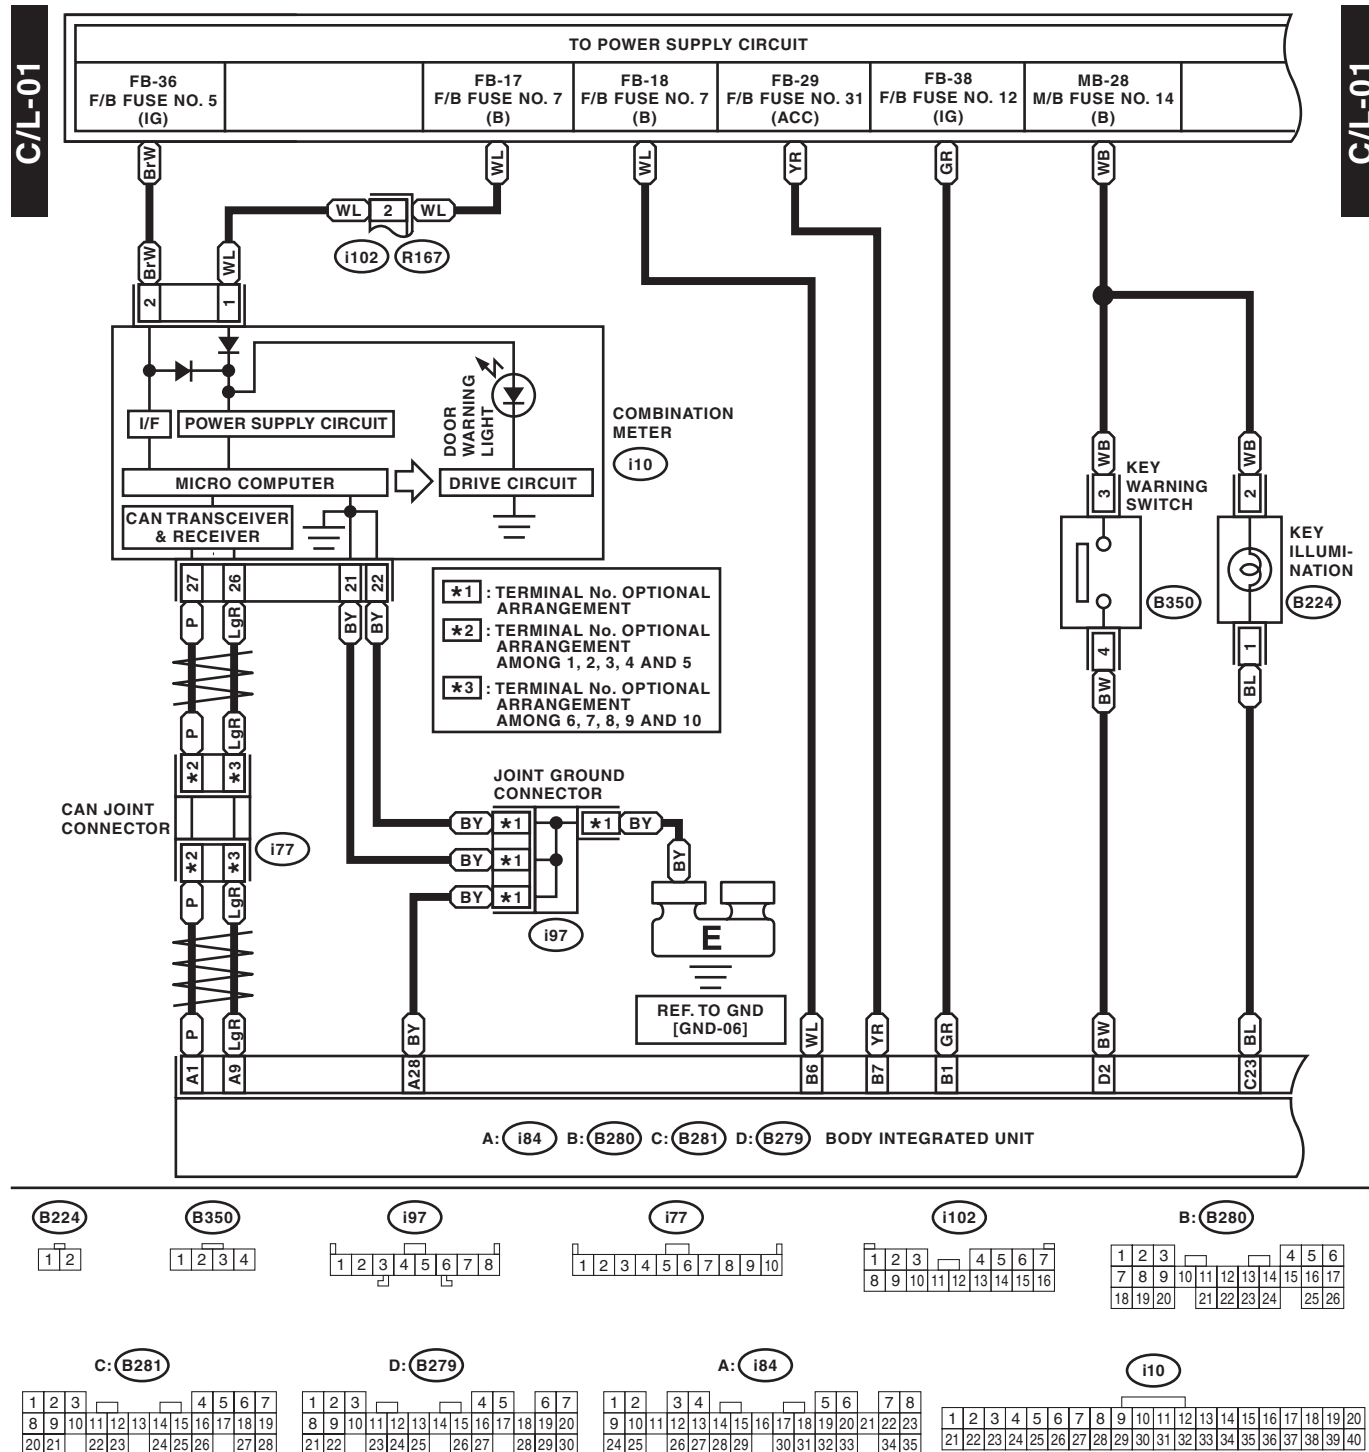 C/L-01
C/L-01
TO POWER SUPPLY CIRCUIT
FB-36
F/B FUSE NO. 5
(IG)
FB-17
F/B FUSE NO. 7
(B)
FB-18
F/B FUSE NO. 7
(B)
FB-29
F/B FUSE NO. 31
(ACC)
FB-38
F/B FUSE NO. 12
(IG)
MB-28
M/B FUSE NO. 14
(B)
BrW
WL
WL
YR
GR
WB
WL 2 WL
i102 R167
BrW
WL
2
1
I/F
POWER SUPPLY CIRCUIT
DOOR
WARNING
LIGHT
COMBINATION
METER
i10
MICRO COMPUTER
DRIVE CIRCUIT
CAN TRANSCEIVER
& RECEIVER
WB
3
KEY
WARNING
SWITCH
WB
2
KEY
ILLUMI-
NATION
B350
B224
4
1
BW
BL
27
26
21
22
P
LgR
BY
BY
*1 : TERMINAL No. OPTIONAL
ARRANGEMENT
*2 : TERMINAL No. OPTIONAL
ARRANGEMENT
AMONG 1, 2, 3, 4 AND 5
*3 : TERMINAL No. OPTIONAL
ARRANGEMENT
AMONG 6, 7, 8, 9 AND 10
P
LgR
*2
*3
CAN JOINT
CONNECTOR
i77
*2
*3
P
LgR
JOINT GROUND
CONNECTOR
BY *1
*1 BY
BY *1
BY *1
BY
i97
E
REF. TO GND
[GND-06]
P
LgR
BY
WL
YR
GR
BW
BL
A1
A9
A28
B6
B7
B1
D2
C23
A: i84 B: B280 C: B281 D: B279 BODY INTEGRATED UNIT
B224
1 2
B350
1 2 3 4
i97
1 2 3 4 5 6 7 8
i77
1 2 3 4 5 6 7 8 9 10
i102
1 2 3 4 5 6 7
8 9 10 11 12 13 14 15 16
B: B280
1 2 3 4 5 6
7 8 9 10 11 12 13 14 15 16 17
18 19 20 21 22 23 24 25 26
C: B281
1 2 3 4 5 6 7
8 9 10 11 12 13 14 15 16 17 18 19
20 21 22 23 24 25 26 27 28
D: B279
1 2 3 4 5 6 7
8 9 10 11 12 13 14 15 16 17 18 19 20
21 22 23 24 25 26 27 28 29 30
A: i84
1 2 3 4 5 6 7 8
9 10 11 12 13 14 15 16 17 18 19 20 21 22 23
24 25 26 27 28 29 30 31 32 33 34 35
i10
1 2 3 4 5 6 7 8 9 10 11 12 13 14 15 16 17 18 19 20
21 22 23 24 25 26 27 28 29 30 31 32 33 34 35 36 37 38 39 40